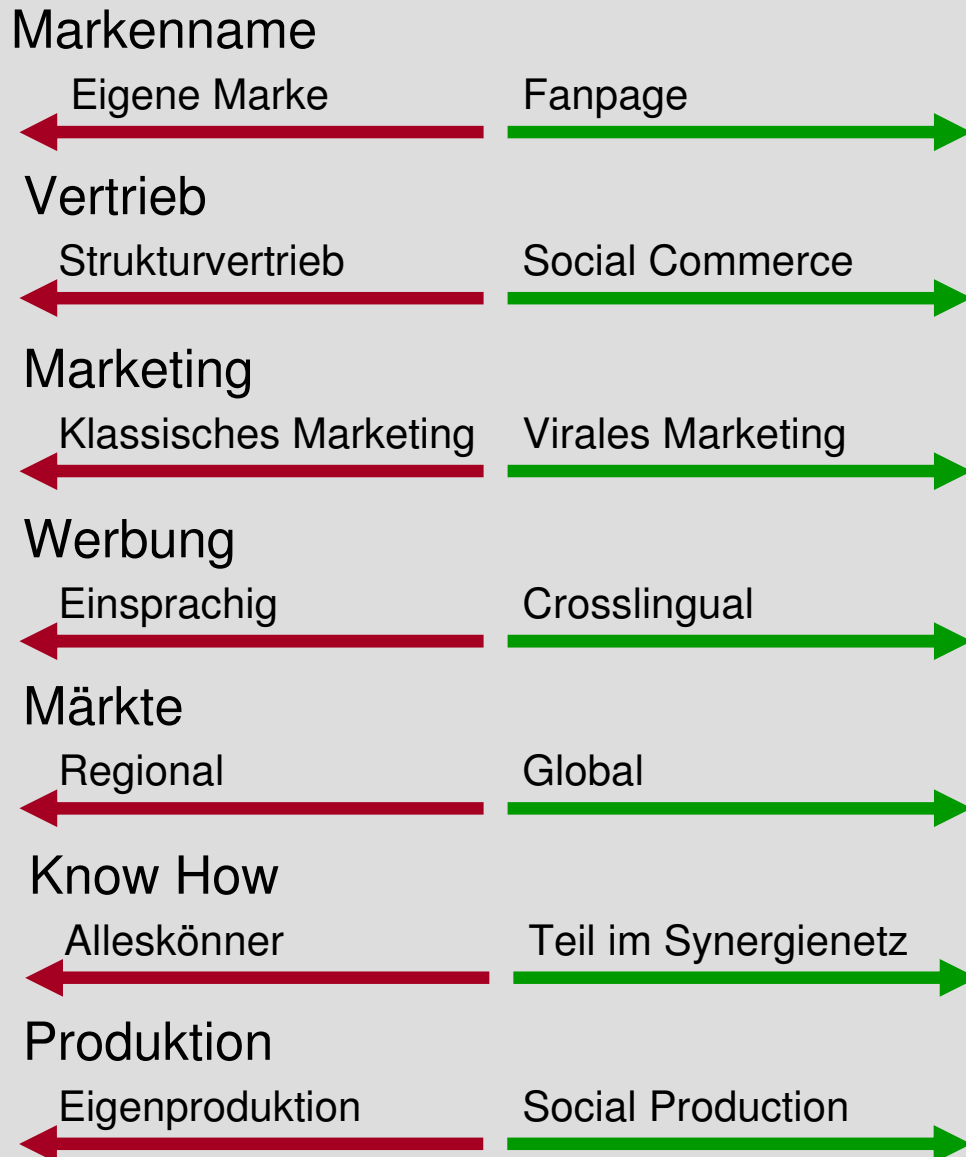 Markenname
Eigene Marke Fanpage
Vertrieb
Strukturvertrieb Social Commerce
Marketing
Klassisches Marketing Virales Marketing
Werbung
Einsprachig Crosslingual
Märkte
Regional Global
Know How
Alleskönner Teil im Synergienetz
Produktion
Eigenproduktion Social Production